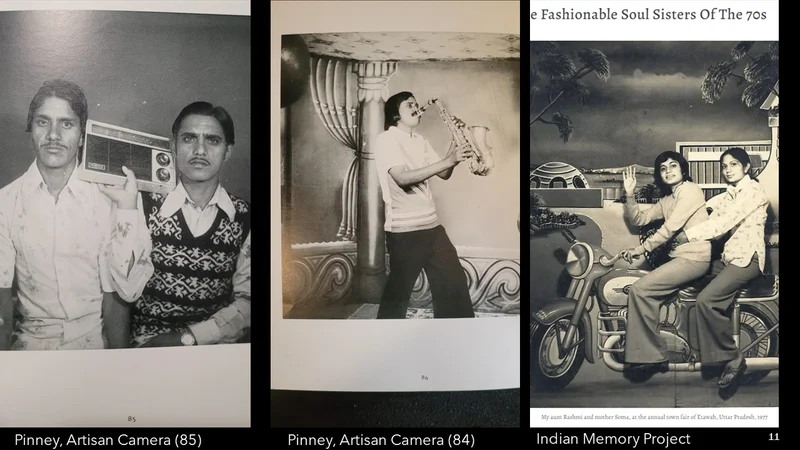 e Fashionable Soul Sisters Of The 70s
85
84
My aunt Rashmi and mother Soma, at the annual town fair of Etawah, Uttar Pradesh, 1977
Pinney, Artisan Camera (85)
Pinney, Artisan Camera (84)
Indian Memory Project
11